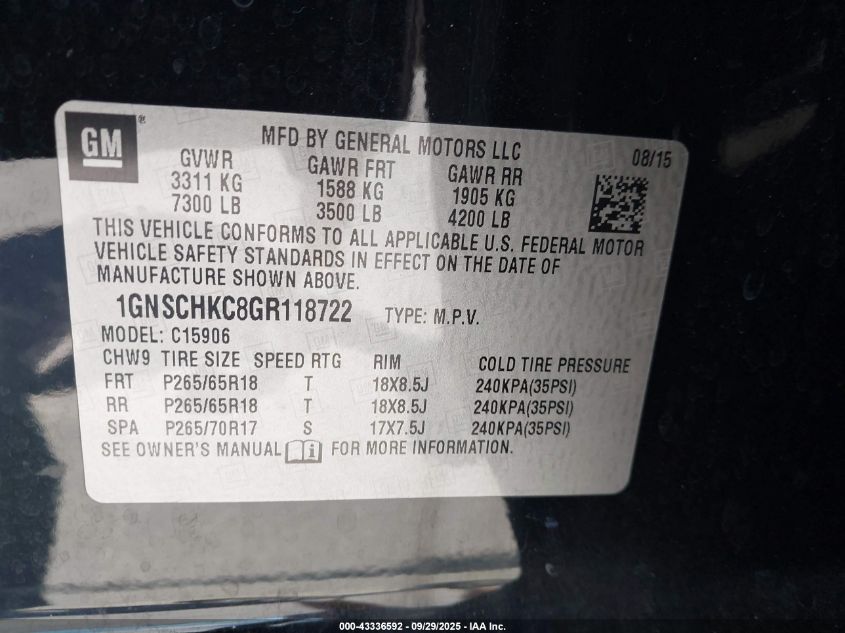 GM ®
MFD BY GENERAL MOTORS LLC 08/15
GVWR GAWR FRT GAWR RR
3311 KG 1588 KG 1905 KG
7300 LB 3500 LB 4200 LB
THIS VEHICLE CONFORMS TO ALL APPLICABLE U.S. FEDERAL MOTOR
VEHICLE SAFETY STANDARDS IN EFFECT ON THE DATE OF
MANUFACTURE SHOWN ABOVE.
1GNSCHKC8GR118722 TYPE: M.P.V.
MODEL: C15906
CHW9 TIRE SIZE SPEED RTG RIM COLD TIRE PRESSURE
FRT P265/65R18 T 18X8.5J 240KPA(35PSI)
RR P265/65R18 T 18X8.5J 240KPA(35PSI)
SPA P265/70R17 S 17X7.5J 240KPA(35PSI)
SEE OWNER'S MANUAL i FOR MORE INFORMATION.
000-43336592 - 09/29/2025 - IAA Inc.